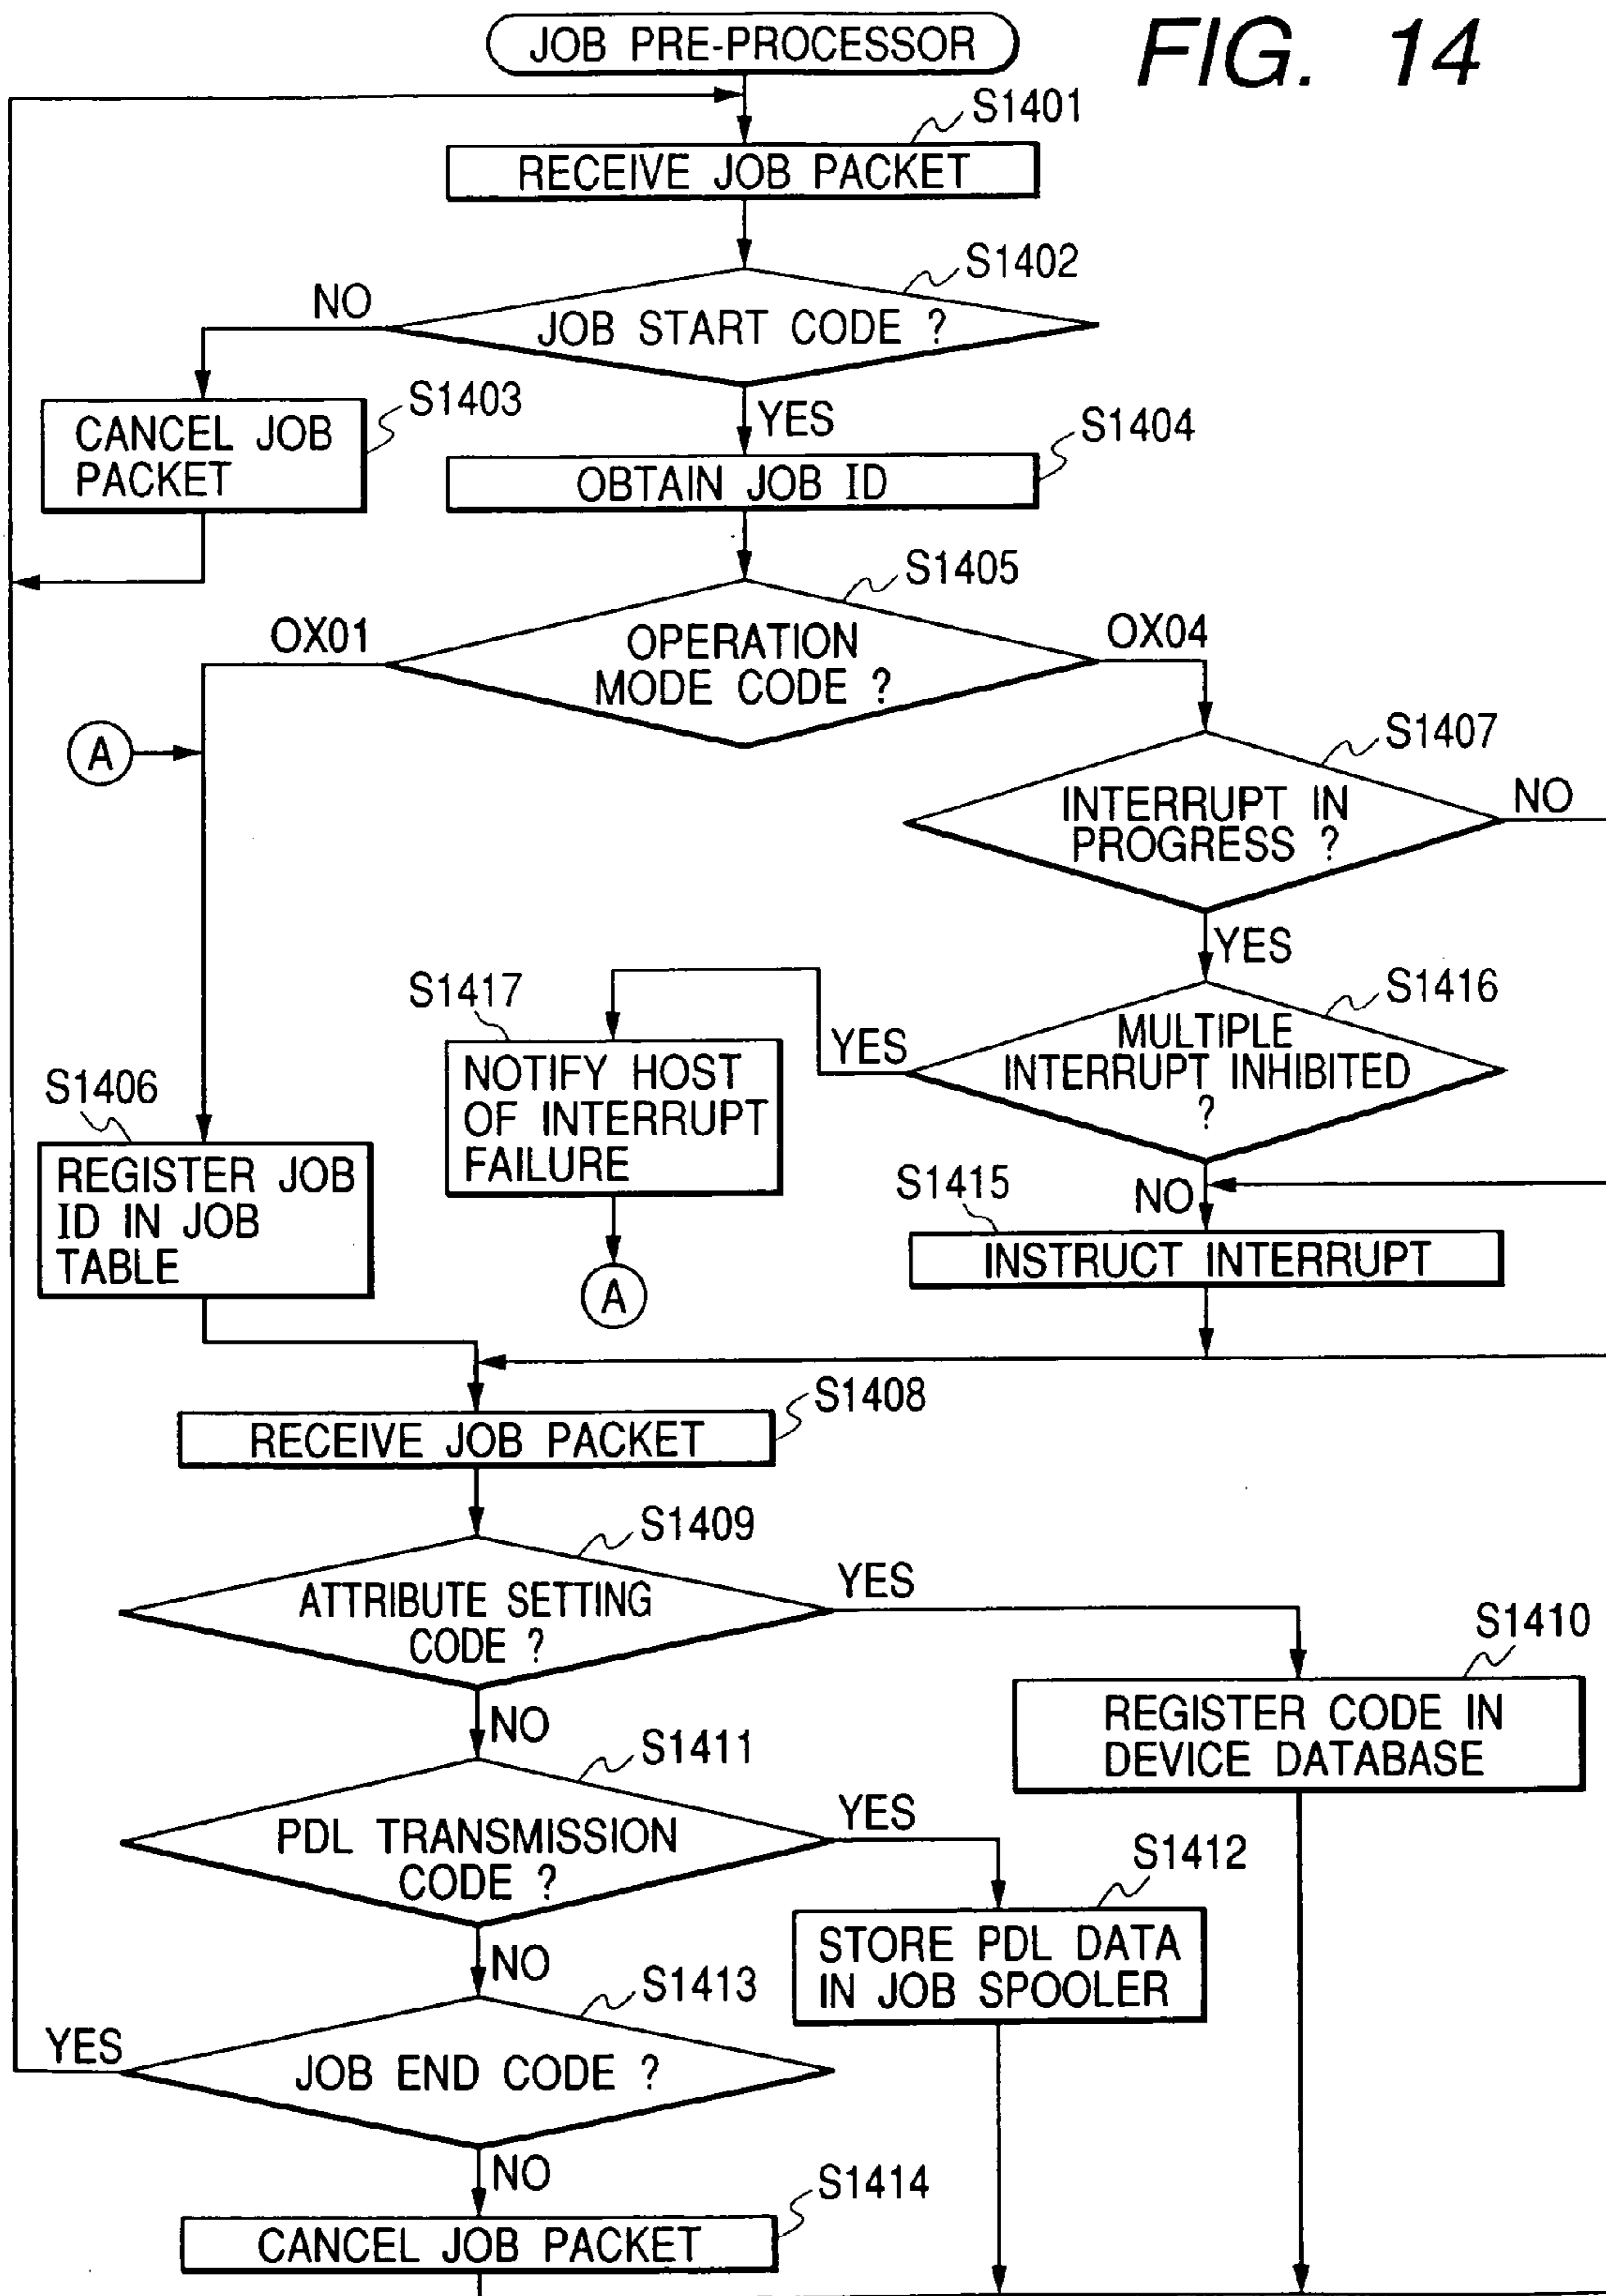 JOB PRE-PROCESSOR
FIG. 14
S1401
RECEIVE JOB PACKET
S1402
NO
JOB START CODE ?
S1403
CANCEL JOB
PACKET
YES
S1404
OBTAIN JOB ID
S1405
OX01
OPERATION
MODE CODE ?
OX04
A
S1407
INTERRUPT IN
PROGRESS ?
NO
YES
S1417
S1416
MULTIPLE
INTERRUPT INHIBITED
?
YES
NOTIFY HOST
OF INTERRUPT
FAILURE
S1406
REGISTER JOB
ID IN JOB
TABLE
S1415
NO
INSTRUCT INTERRUPT
A
S1408
RECEIVE JOB PACKET
S1409
ATTRIBUTE SETTING
CODE ?
YES
S1410
REGISTER CODE IN
DEVICE DATABASE
NO
S1411
PDL TRANSMISSION
CODE ?
YES
S1412
STORE PDL DATA
IN JOB SPOOLER
NO
S1413
YES
JOB END CODE ?
NO
S1414
CANCEL JOB PACKET